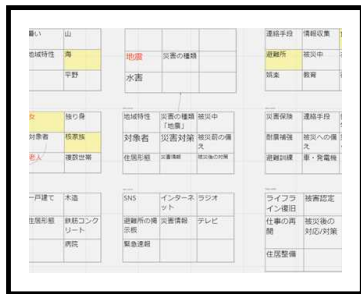 暑い 山
地域特性 海
平野
地震 災害の種類
水害
連絡手段 情報収集
避難所 被災中
娯楽 教育
女 独り身
対象者 核家族
老人 複数世帯
地域特性 災害の種類「地震」 被災中
対象者 災害対策 被災前の備え
住居形態 災害情報 被災後の対策
災害保険 連絡手段
耐震補強 被災への備え
避難訓練 車・発電機
一戸建て 木造
住居形態 鉄筋コンクリート
病院
SNS インターネット ラジオ
避難所の掲示板 災害情報 テレビ
緊急速報
ライフライン復旧 被害認定
仕事の再開 被災後の対応/対策
住居整備